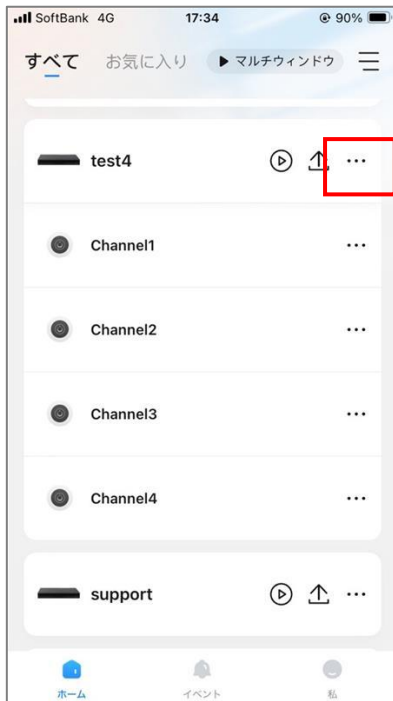 SoftBank 4G 17:34 90%
すべて お気に入り マルチウィンドウ
test4
Channel1
Channel2
Channel3
Channel4
support
ホーム イベント 私